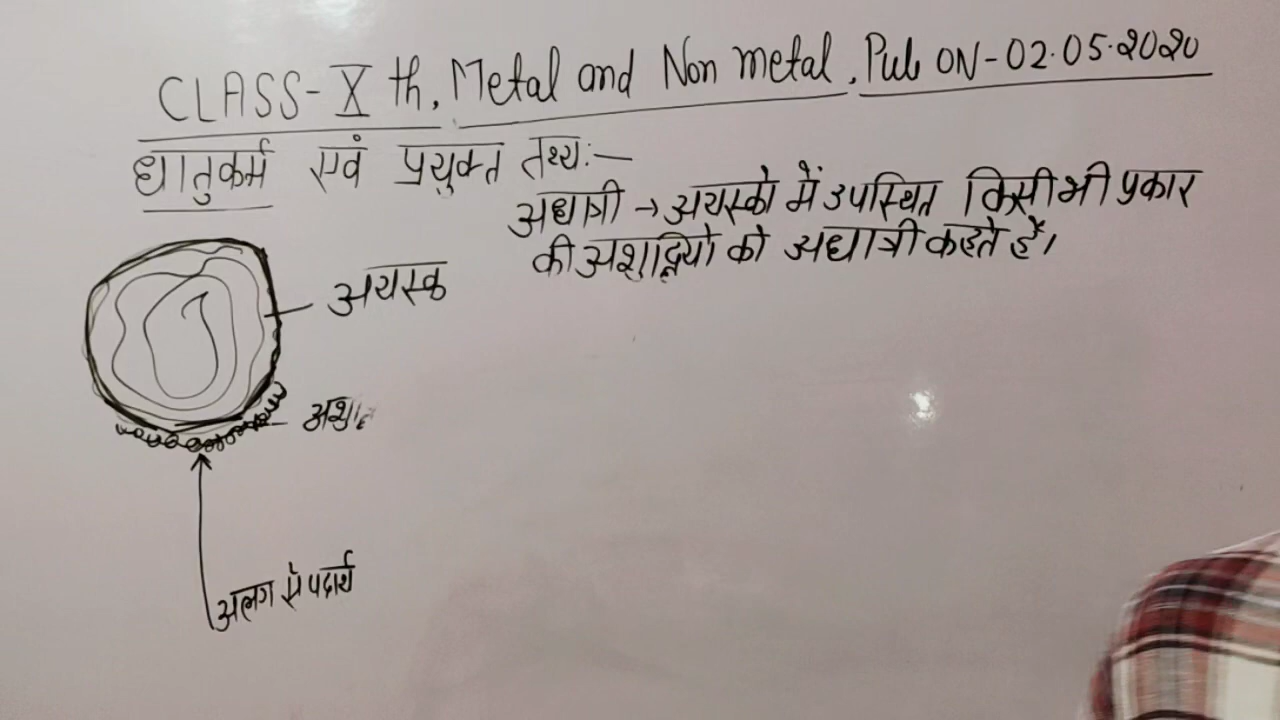 CLASS-Xth, Metal and Non metal, Pub ON-02.05.2020
धातुकर्म एवं प्रयुक्त तथ्य:-
अधात्री → अयस्को में उपस्थित किसी भी प्रकार
की अशुद्धियो को अधात्री कहते हैं।
अयस्क
अलग से पदार्थ